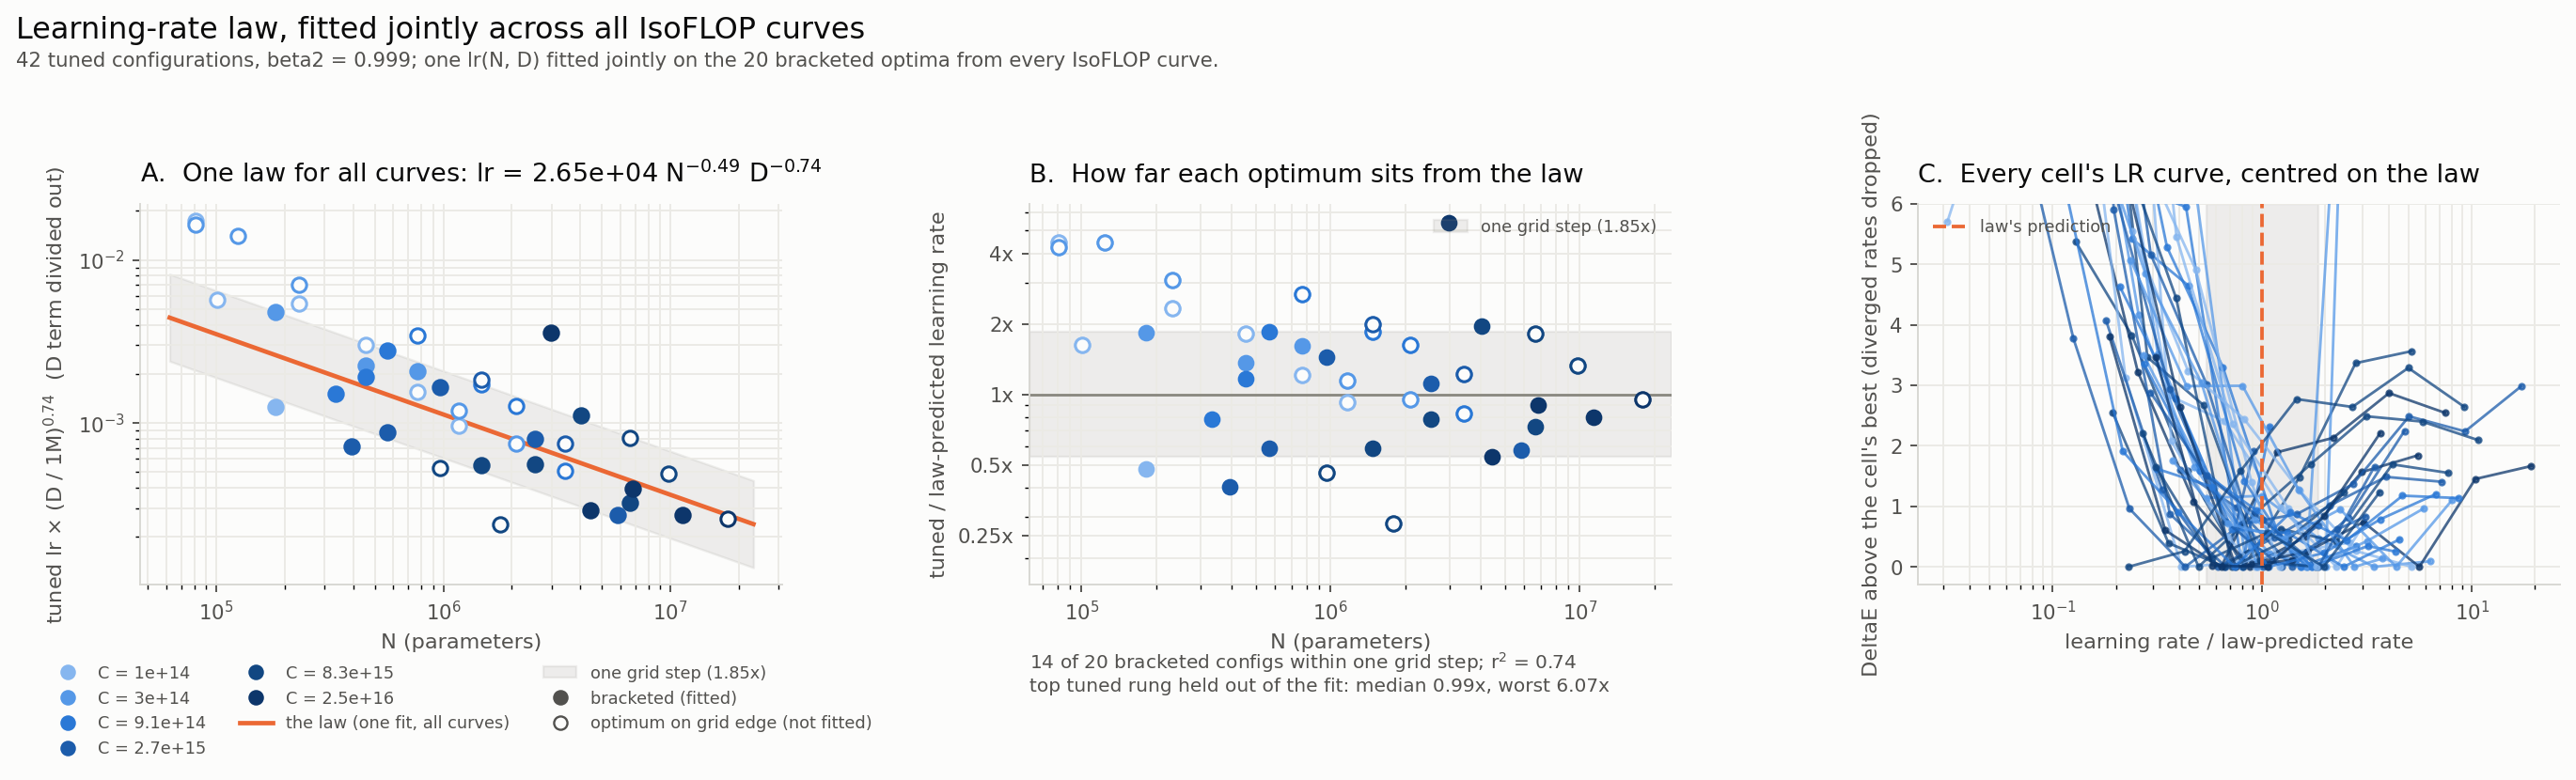 Learning-rate law, fitted jointly across all IsoFLOP curves
42 tuned configurations, beta2 = 0.999; one lr(N, D) fitted jointly on the 20 bracketed optima from every IsoFLOP curve.
A.  One law for all curves: lr = 2.65e+04 N^−0.49 D^−0.74
tuned lr × (D / 1M)^0.74  (D term divided out)
10^−2
10^−3
10^5
10^6
10^7
N (parameters)
C = 1e+14
C = 3e+14
C = 9.1e+14
C = 2.7e+15
C = 8.3e+15
C = 2.5e+16
the law (one fit, all curves)
one grid step (1.85x)
bracketed (fitted)
optimum on grid edge (not fitted)
B.  How far each optimum sits from the law
tuned / law-predicted learning rate
one grid step (1.85x)
4x
2x
1x
0.5x
0.25x
10^5
10^6
10^7
N (parameters)
14 of 20 bracketed configs within one grid step; r^2 = 0.74
top tuned rung held out of the fit: median 0.99x, worst 6.07x
C.  Every cell's LR curve, centred on the law
DeltaE above the cell's best (diverged rates dropped)
law's prediction
6
5
4
3
2
1
0
10^−1
10^0
10^1
learning rate / law-predicted rate